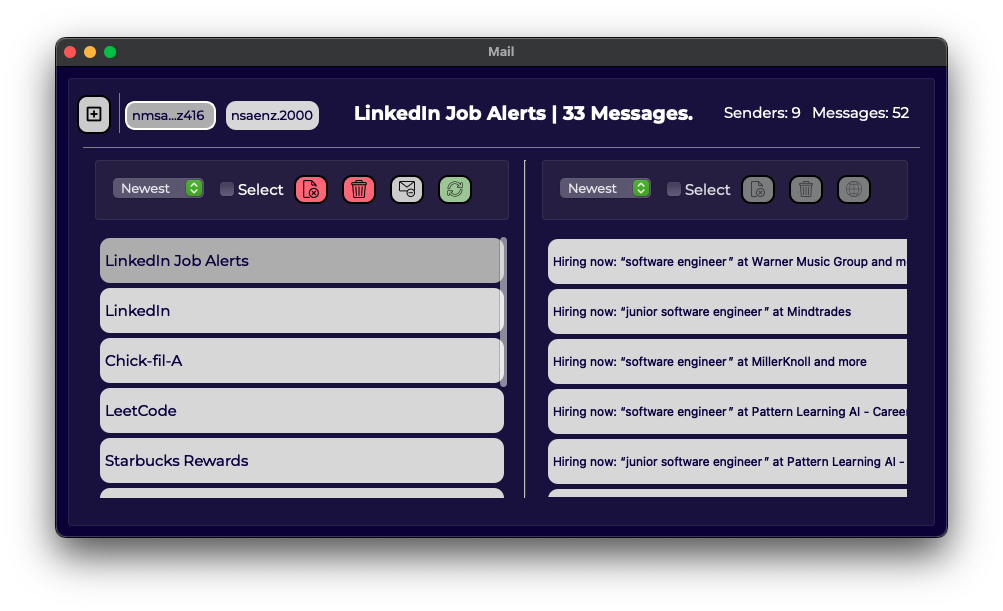 Mail
nmsa...z416
nsaenz.2000
LinkedIn Job Alerts | 33 Messages.
Senders: 9
Messages: 52
Newest
Select
Newest
Select
LinkedIn Job Alerts
LinkedIn
Chick-fil-A
LeetCode
Starbucks Rewards
Hiring now: “software engineer” at Warner Music Group and m
Hiring now: “junior software engineer” at Mindtrades
Hiring now: “software engineer” at MillerKnoll and more
Hiring now: “software engineer” at Pattern Learning AI - Career
Hiring now: “junior software engineer” at Pattern Learning AI -